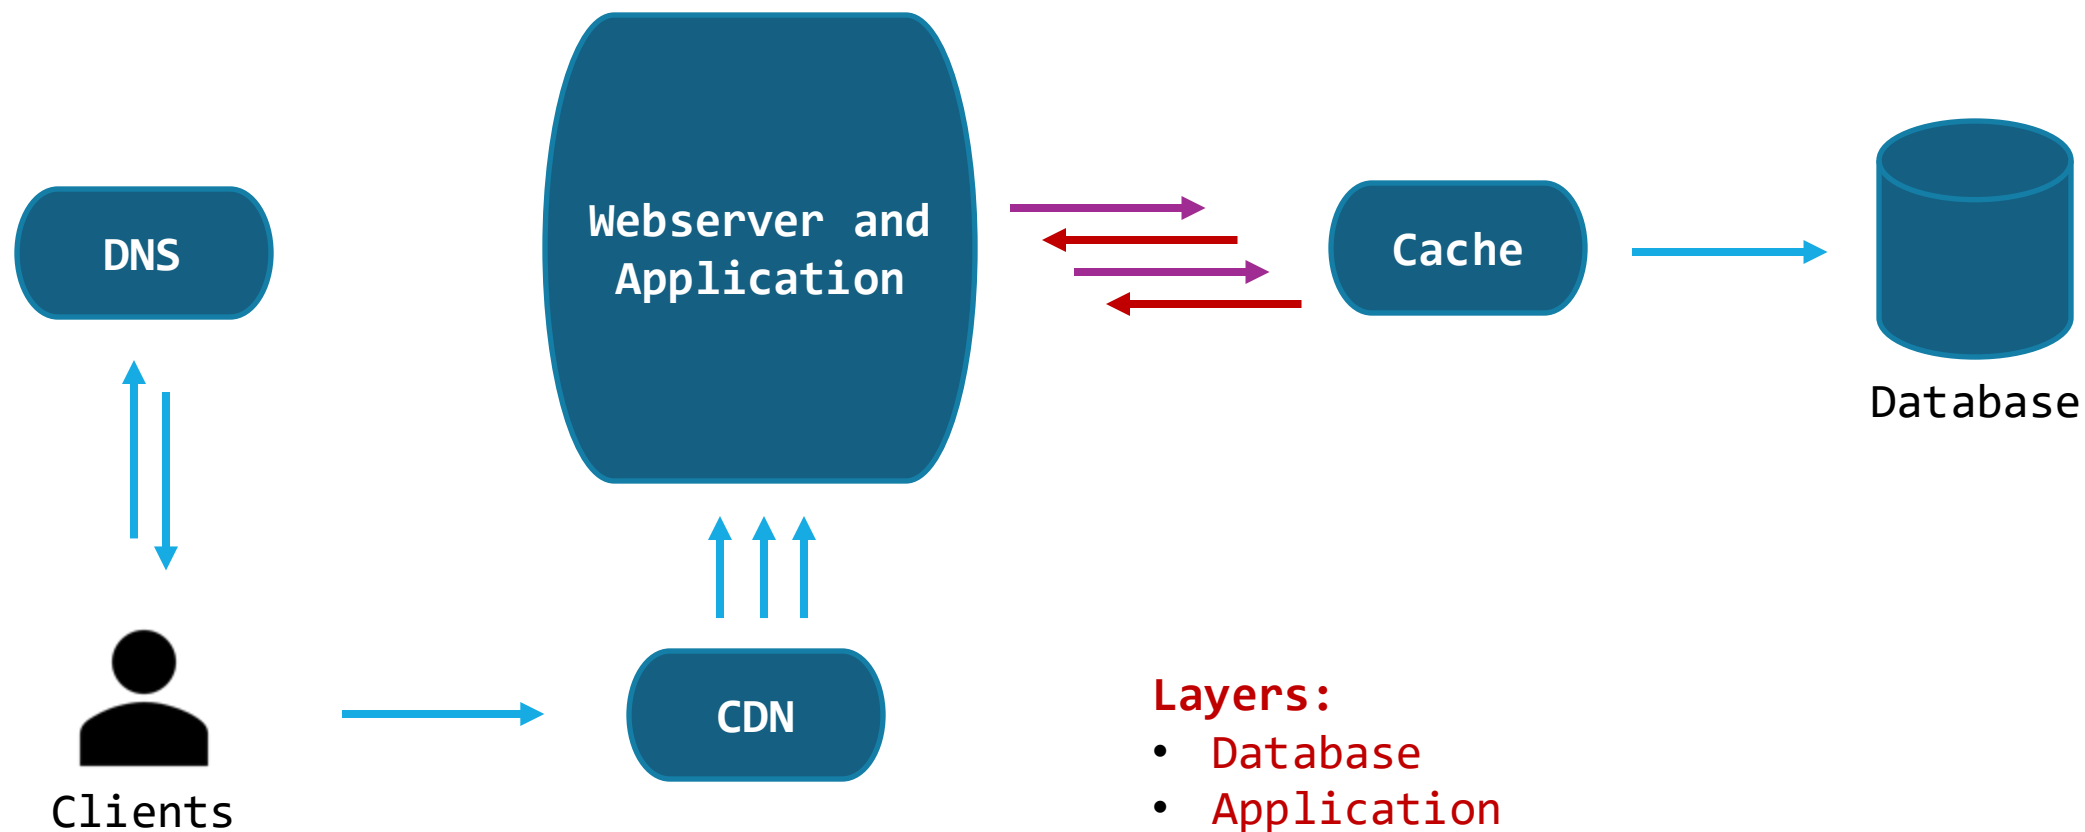 Webserver and
Application
DNS
Cache
Database
CDN
Clients
Layers:
• Database
• Application